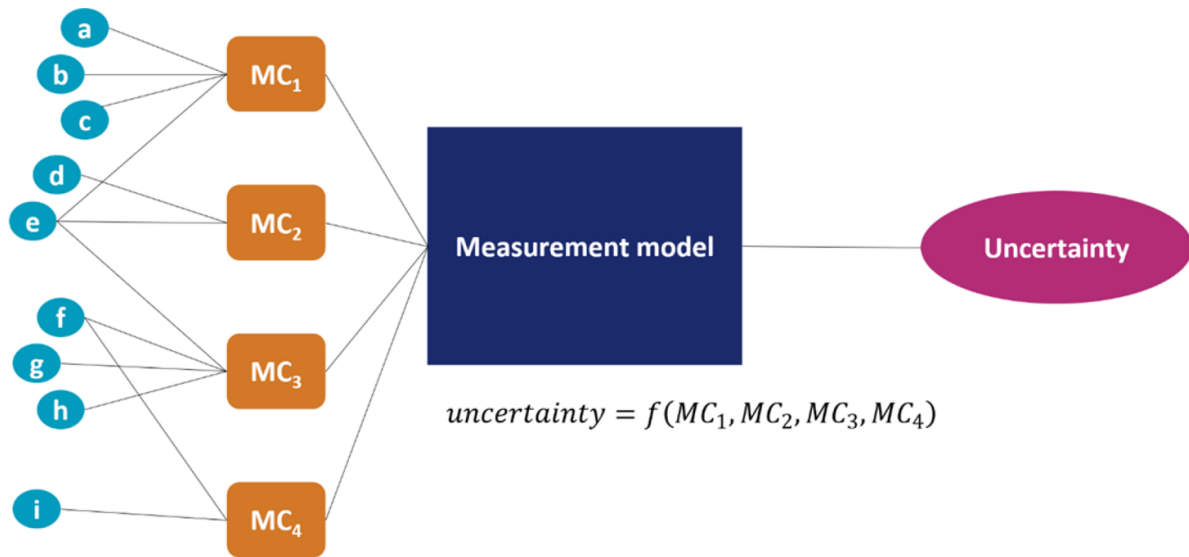 a
b
c
d
e
f
g
h
i
MC₁
MC₂
MC₃
MC₄
Measurement model
uncertainty = f(MC₁, MC₂, MC₃, MC₄)
Uncertainty